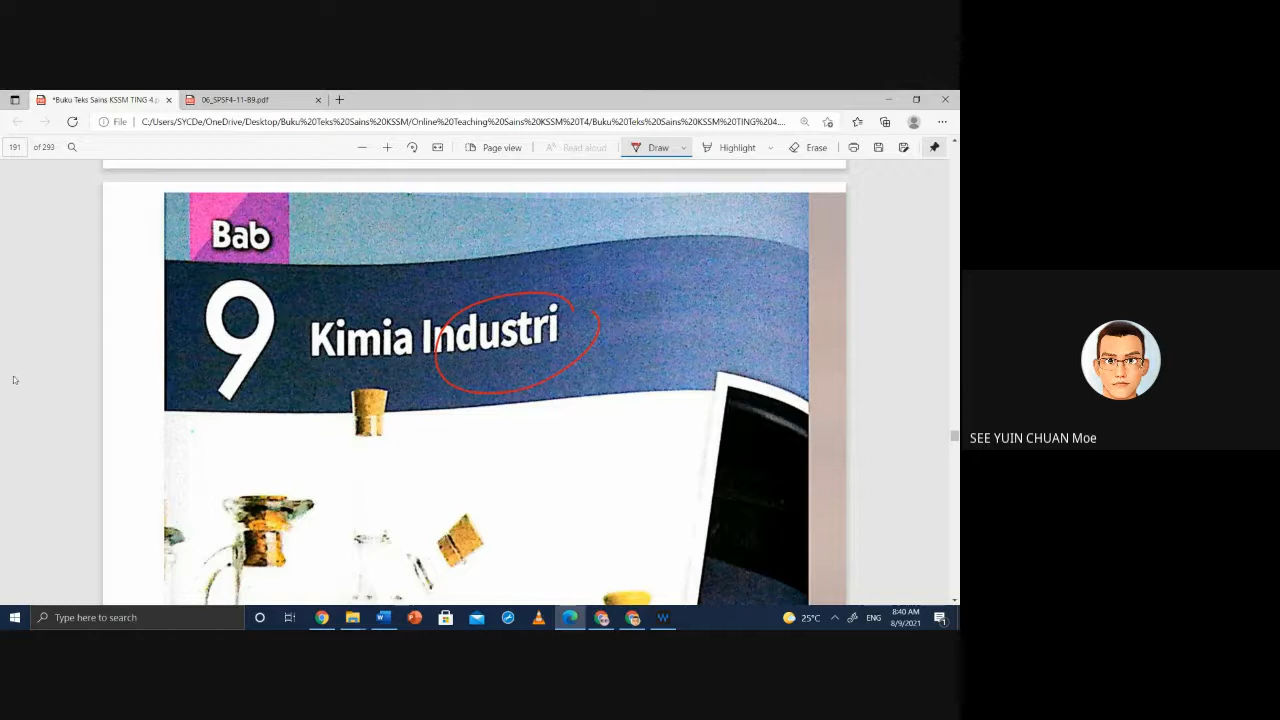 *Buku Teks Sains KSSM TING 4.p
06_SPSF4-11-B9.pdf
File
C:/Users/SYCDe/OneDrive/Desktop/Buku%20Teks%20Sains%20KSSM/Online%20Teaching%20Sains%20KSSM%20T4/Buku%20Teks%20Sains%20KSSM%20TING%204....
191 of 293
Page view
Read aloud
Draw
Highlight
Erase
Bab
9
Kimia Industri
SEE YUIN CHUAN Moe
Type here to search
25°C
ENG
8:40 AM
8/9/2021
1